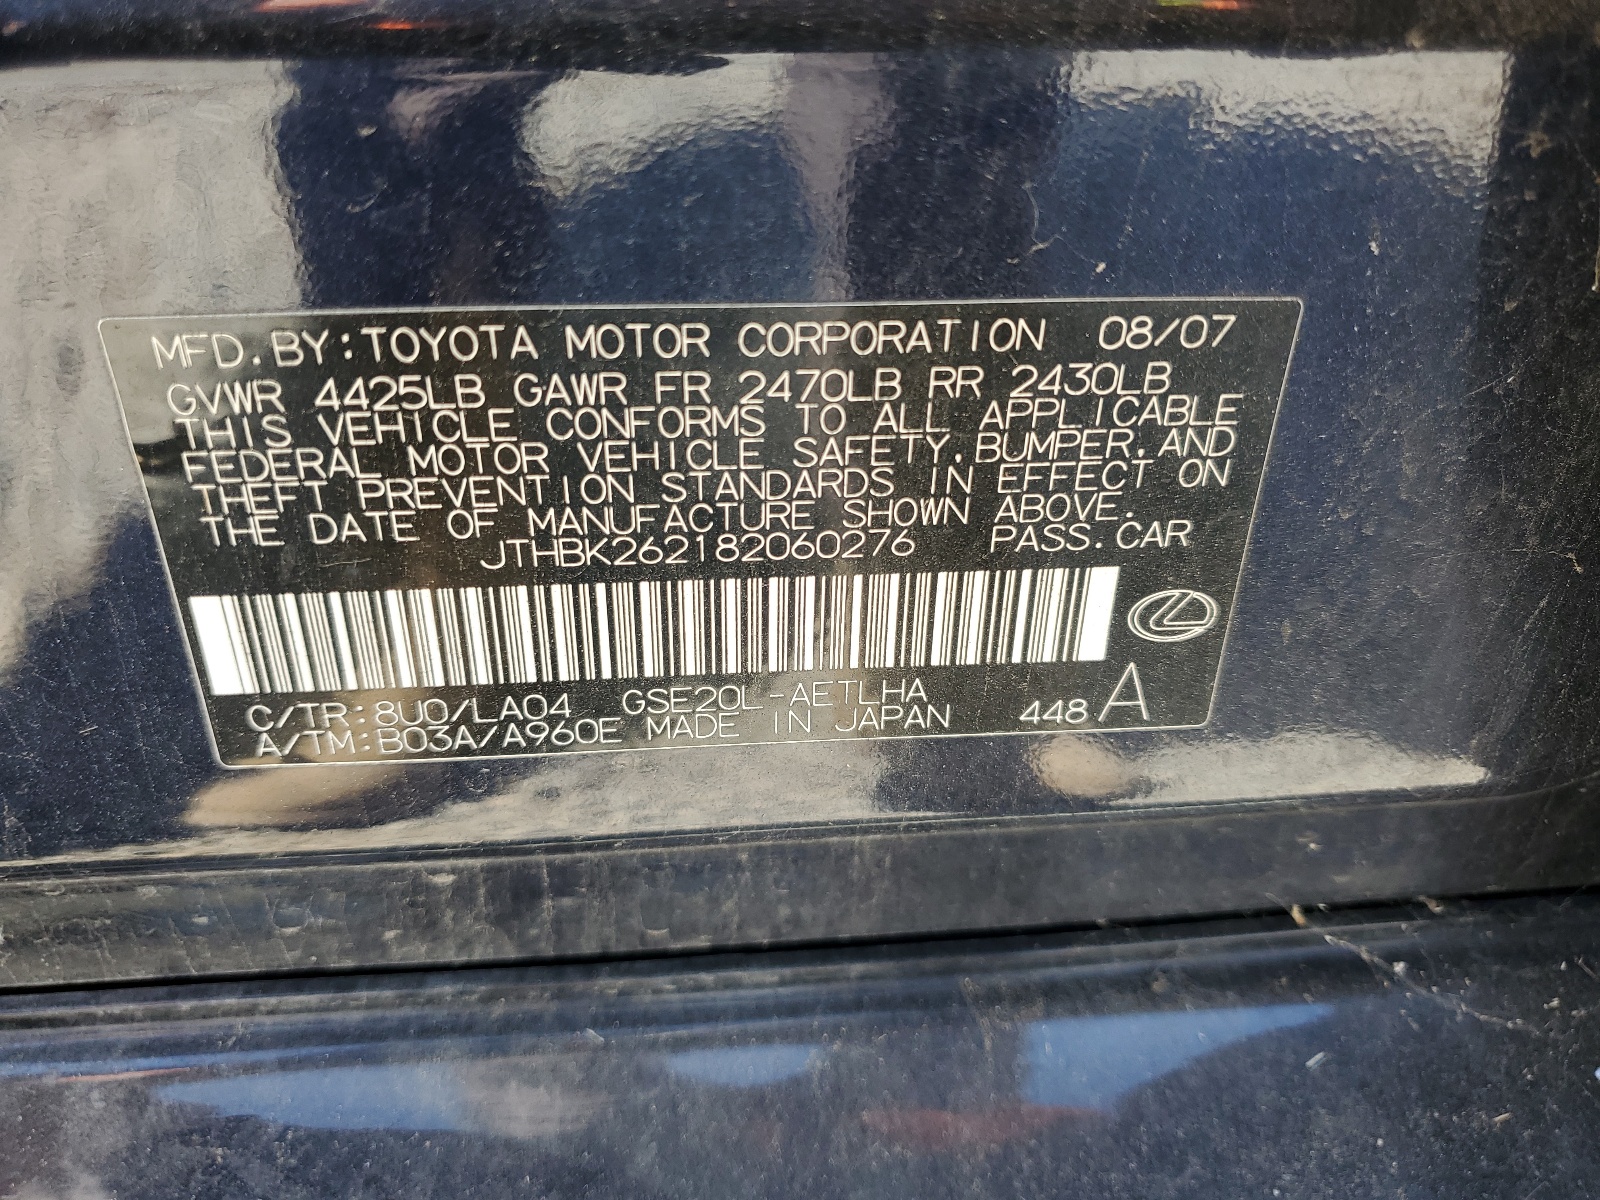 MFD. BY: TOYOTA MOTOR CORPORATION 08/07
GVWR 4425LB GAWR FR 2470LB RR 2430LB
THIS VEHICLE CONFORMS TO ALL APPLICABLE
FEDERAL MOTOR VEHICLE SAFETY, BUMPER, AND
THEFT PREVENTION STANDARDS IN EFFECT ON
THE DATE OF MANUFACTURE SHOWN ABOVE.
JTHBK262182060276 PASS. CAR
C/TR: 8U0/LA04 GSE20L-AETLHA
A/TM: B03A/A960E MADE IN JAPAN 448 A